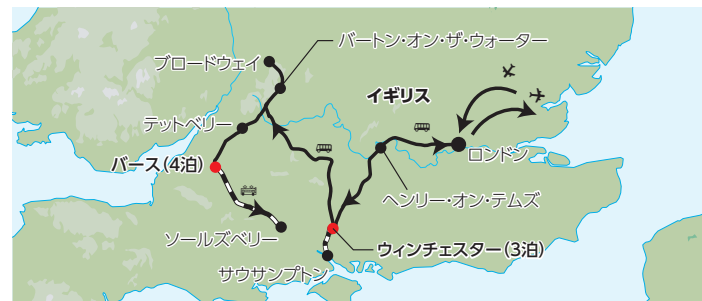 バートン・オン・ザ・ウォーター
ブロードウェイ
イギリス
テットベリー
ロンドン
バース（4泊）
ヘンリー・オン・テムズ
ソールズベリー
ウィンチェスター（3泊）
サウサンプトン